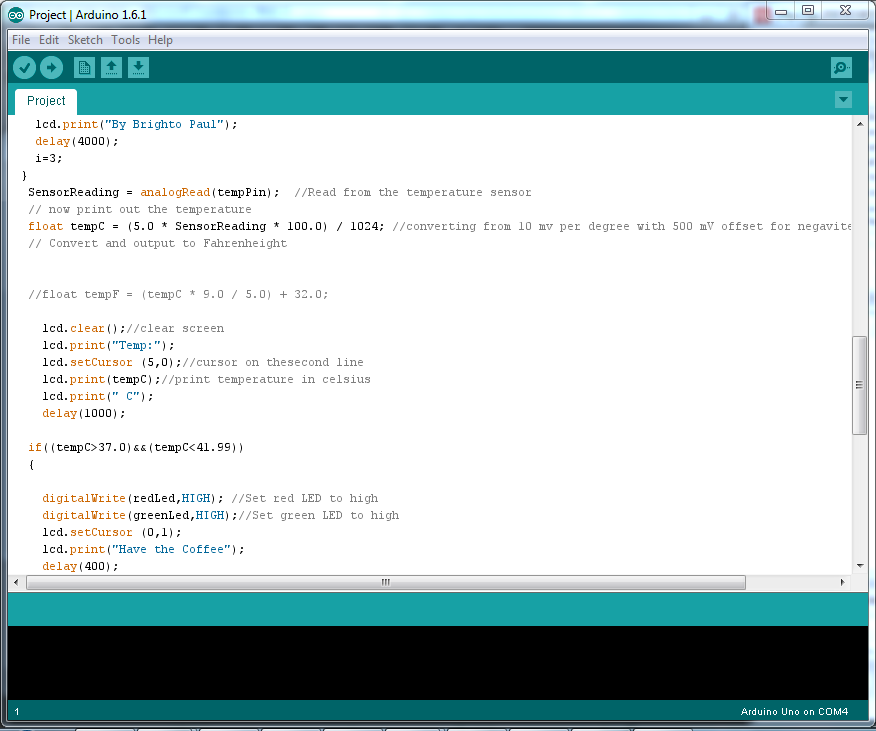 Project | Arduino 1.6.1
File Edit Sketch Tools Help
Project
lcd.print("By Brighto Paul");
delay(4000);
i=3;
}
SensorReading = analogRead(tempPin);  //Read from the temperature sensor
// now print out the temperature
float tempC = (5.0 * SensorReading * 100.0) / 1024; //converting from 10 mv per degree with 500 mV offset for negavite
// Convert and output to Fahrenheight
//float tempF = (tempC * 9.0 / 5.0) + 32.0;
lcd.clear();//clear screen
lcd.print("Temp:");
lcd.setCursor (5,0);//cursor on thesecond line
lcd.print(tempC);//print temperature in celsius
lcd.print(" C");
delay(1000);
if((tempC>37.0)&&(tempC<41.99))
{
digitalWrite(redLed,HIGH); //Set red LED to high
digitalWrite(greenLed,HIGH);//Set green LED to high
lcd.setCursor (0,1);
lcd.print("Have the Coffee");
delay(400);
1
Arduino Uno on COM4